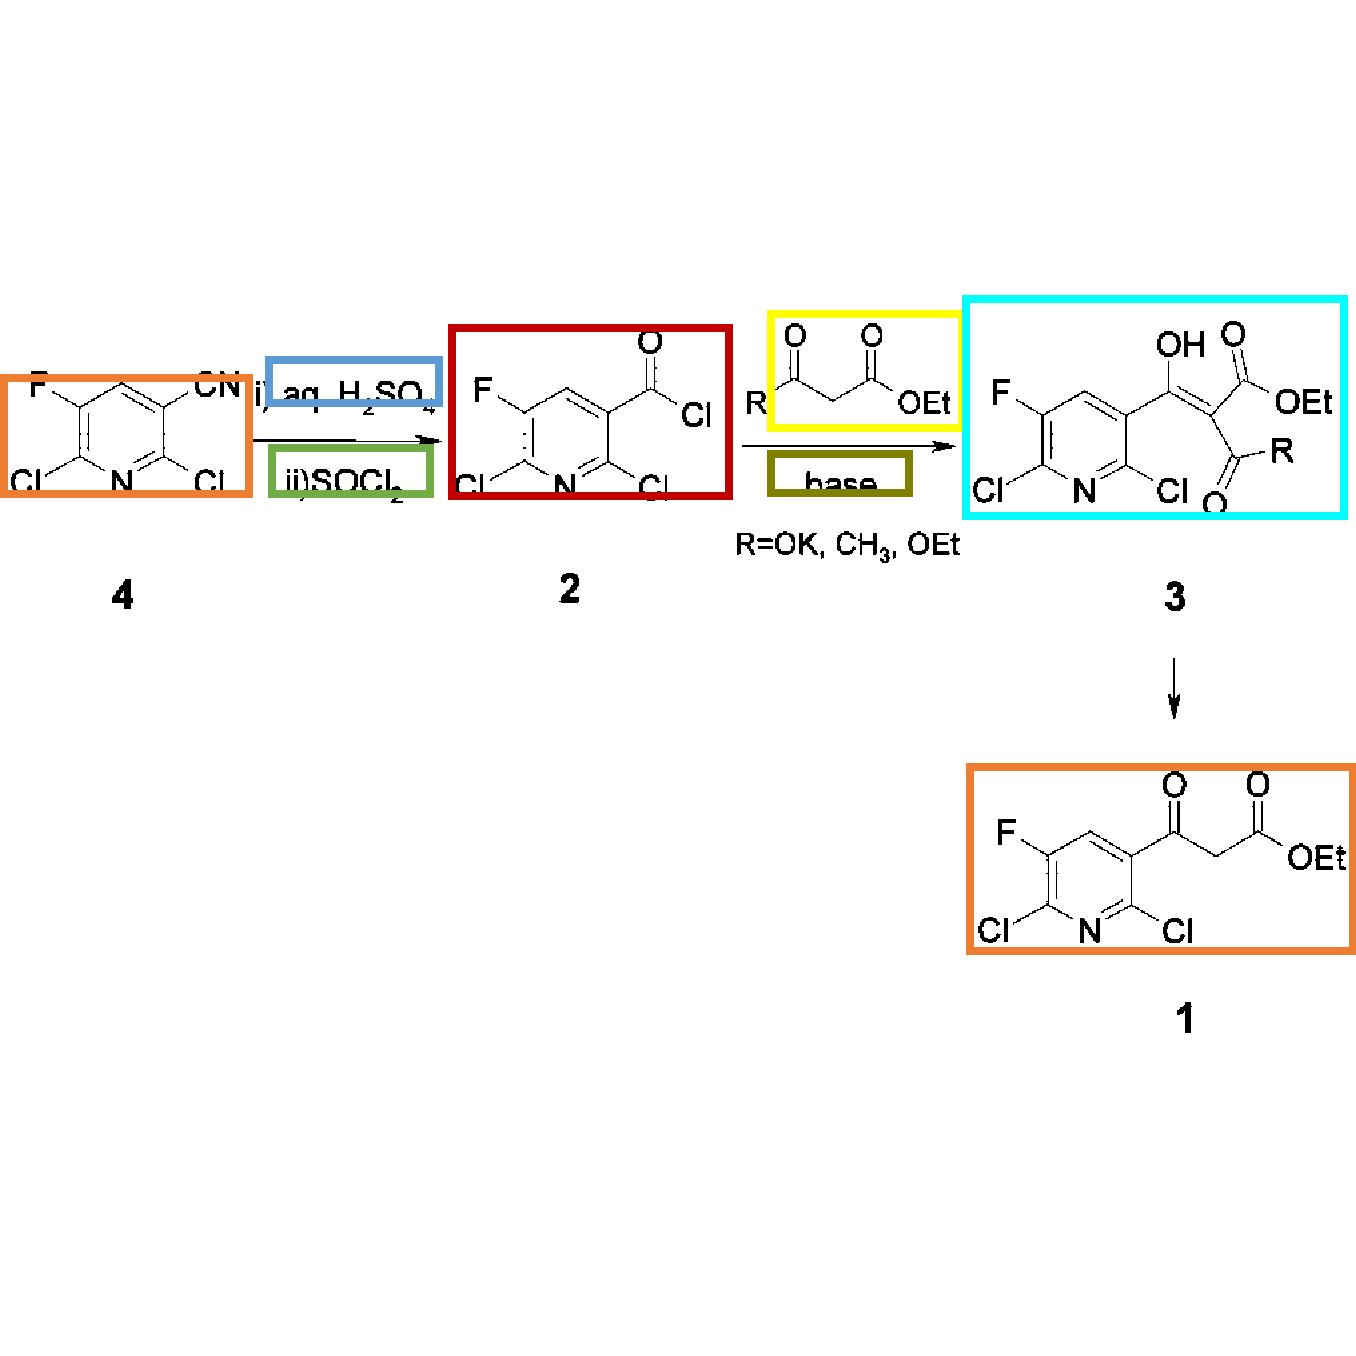 F CN
Cl N Cl
i) aq. H₂SO₄
ii)SOCl₂
4
O
F Cl
Cl N Cl
2
O O
R OEt
base
R=OK, CH₃, OEt
OH O
F OEt
R
Cl N Cl O
3
O O
F OEt
Cl N Cl
1